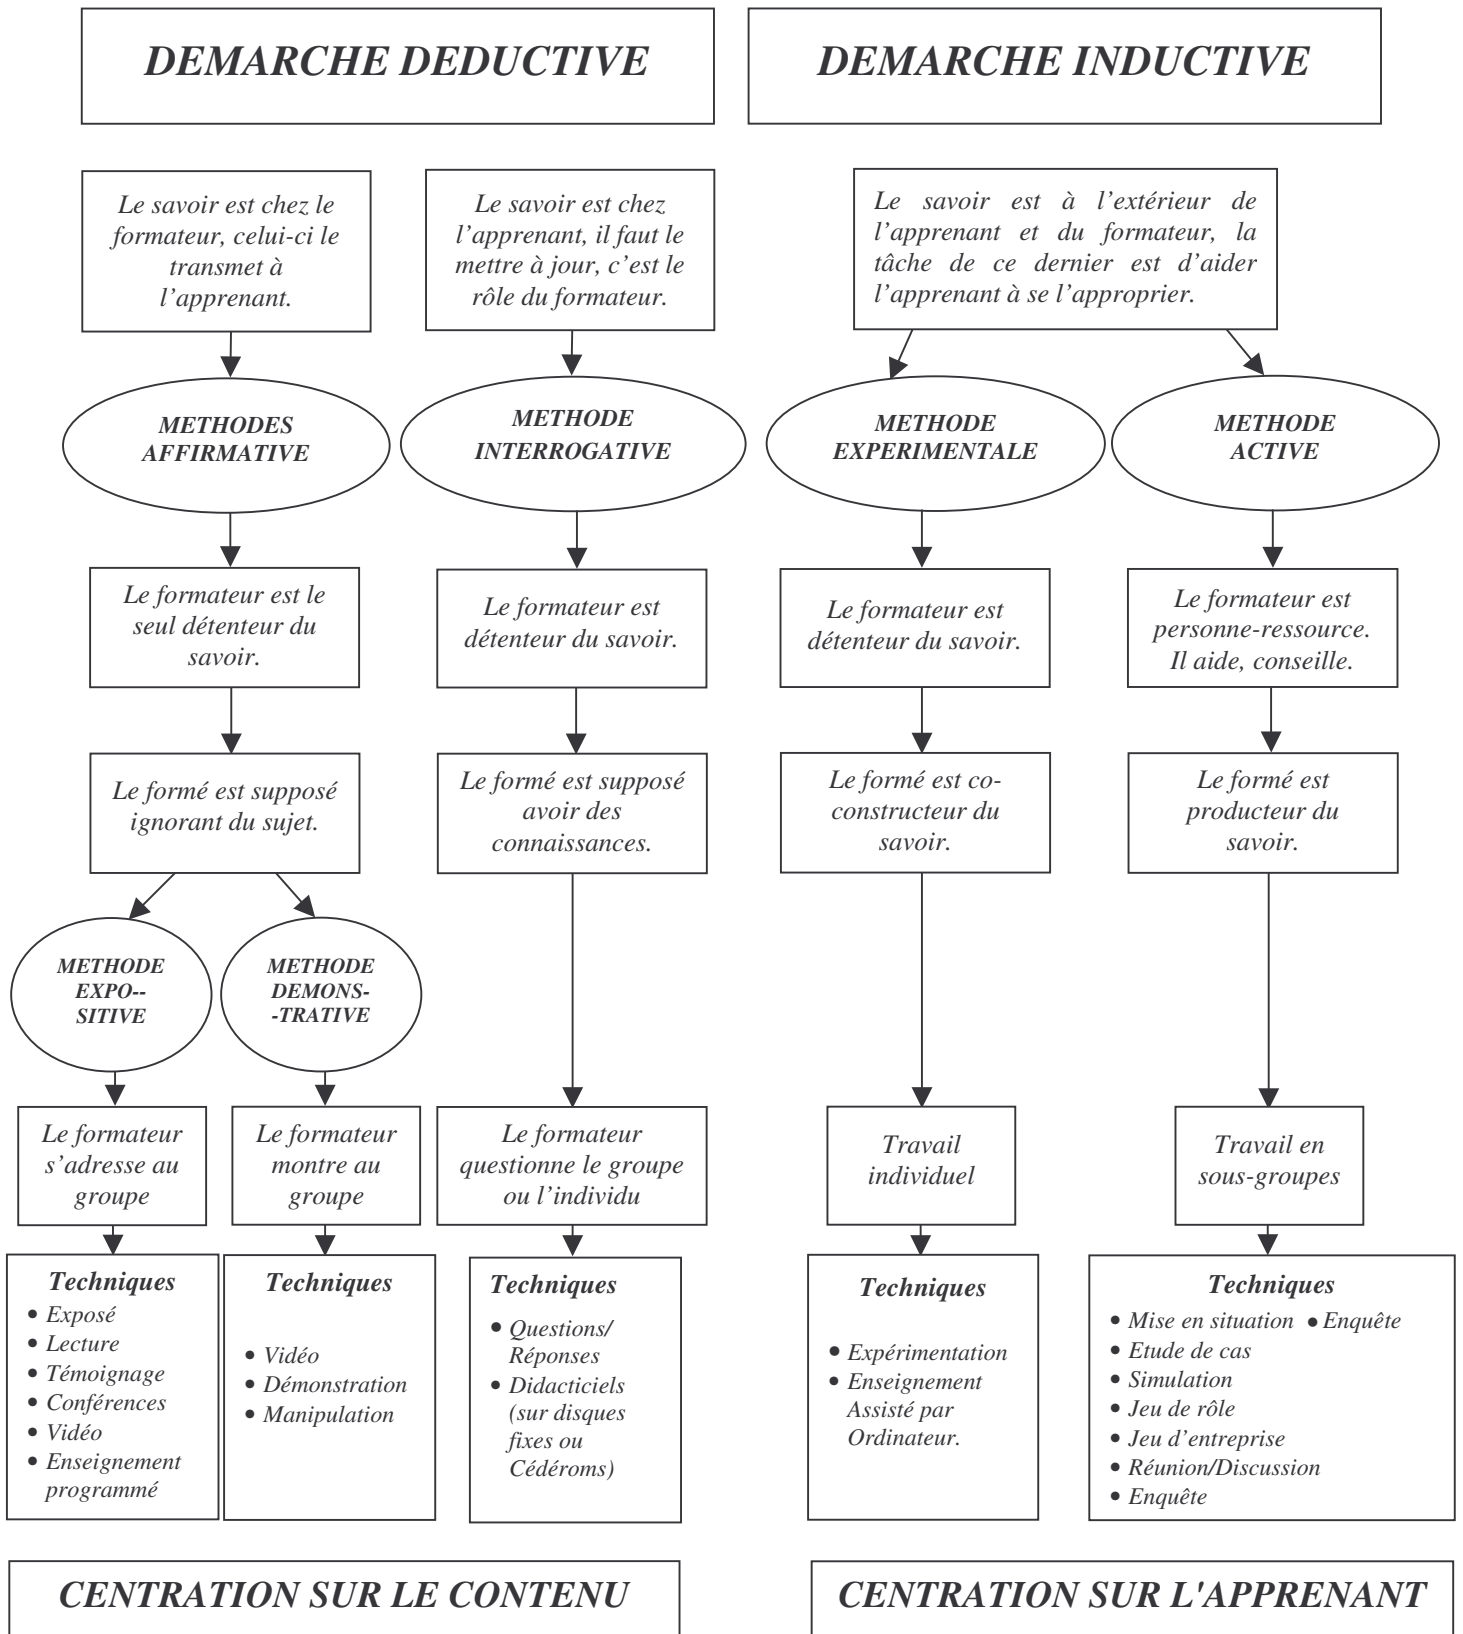 DEMARCHE DEDUCTIVE
DEMARCHE INDUCTIVE
Le savoir est chez le
formateur, celui-ci le
transmet à
l’apprenant.
Le savoir est chez
l’apprenant, il faut le
mettre à jour, c’est le
rôle du formateur.
Le savoir est à l’extérieur de
l’apprenant et du formateur, la
tâche de ce dernier est d’aider
l’apprenant à se l’approprier.
METHODES
AFFIRMATIVE
METHODE
INTERROGATIVE
METHODE
EXPERIMENTALE
METHODE
ACTIVE
Le formateur est le
seul détenteur du
savoir.
Le formateur est
détenteur du savoir.
Le formateur est
détenteur du savoir.
Le formateur est
personne-ressource.
Il aide, conseille.
Le formé est supposé
ignorant du sujet.
Le formé est supposé
avoir des
connaissances.
Le formé est co-
constructeur du
savoir.
Le formé est
producteur du
savoir.
METHODE
EXPO--
SITIVE
METHODE
DEMONS-
-TRATIVE
Le formateur
s’adresse au
groupe
Le formateur
montre au
groupe
Le formateur
questionne le groupe
ou l’individu
Travail
individuel
Travail en
sous-groupes
Techniques
• Exposé
• Lecture
• Témoignage
• Conférences
• Vidéo
• Enseignement
programmé
Techniques
• Vidéo
• Démonstration
• Manipulation
Techniques
• Questions/
Réponses
• Didacticiels
(sur disques
fixes ou
Cédéroms)
Techniques
• Expérimentation
• Enseignement
Assisté par
Ordinateur.
Techniques
• Mise en situation • Enquête
• Etude de cas
• Simulation
• Jeu de rôle
• Jeu d’entreprise
• Réunion/Discussion
• Enquête
CENTRATION SUR LE CONTENU
CENTRATION SUR L'APPRENANT